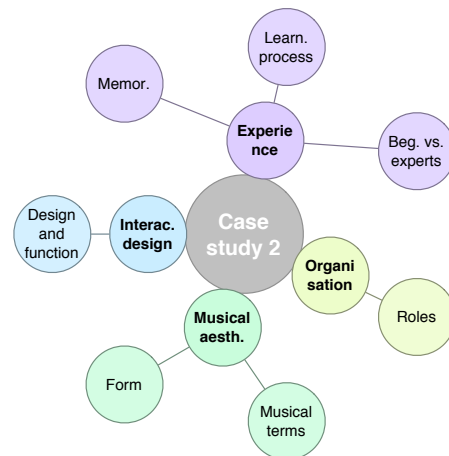 Learn.
process
Memor.
Experie
nce
Beg. vs.
experts
Case
study 2
Design
and
function
Interac.
design
Organi
sation
Roles
Musical
aesth.
Form
Musical
terms